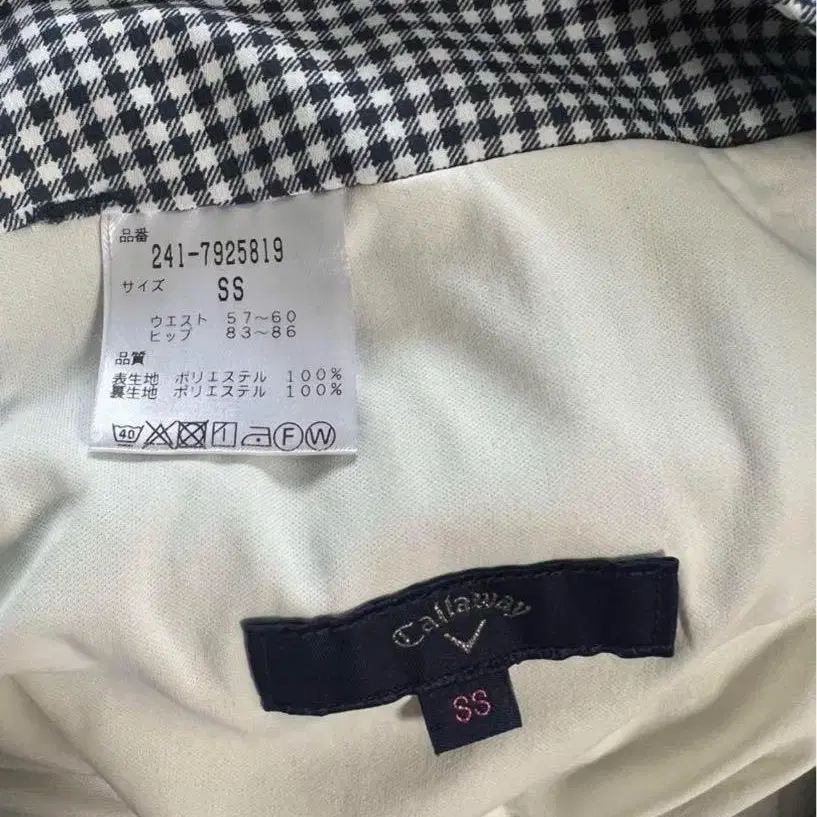 品番
241-7925819
サイズ SS
ウエスト 57〜60
ヒップ 83〜86
品質
表生地 ポリエステル 100%
裏生地 ポリエステル 100%
40 F W
Callaway
SS